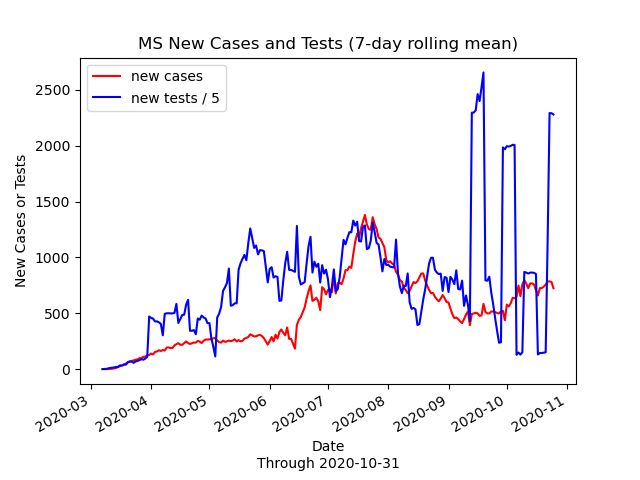 MS New Cases and Tests (7-day rolling mean)
new cases
new tests / 5
New Cases or Tests
2500
2000
1500
1000
500
0
2020-03
2020-04
2020-05
2020-06
2020-07
2020-08
2020-09
2020-10
2020-11
Date
Through 2020-10-31